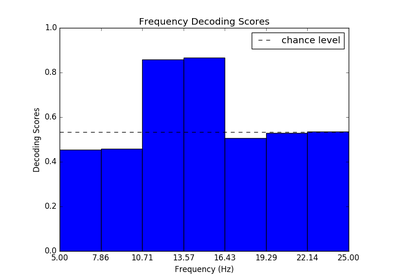 Frequency Decoding Scores
1.0
0.8
0.6
0.4
0.2
0.0
Decoding Scores
chance level
5.00 7.86 10.71 13.57 16.43 19.29 22.14 25.00
Frequency (Hz)